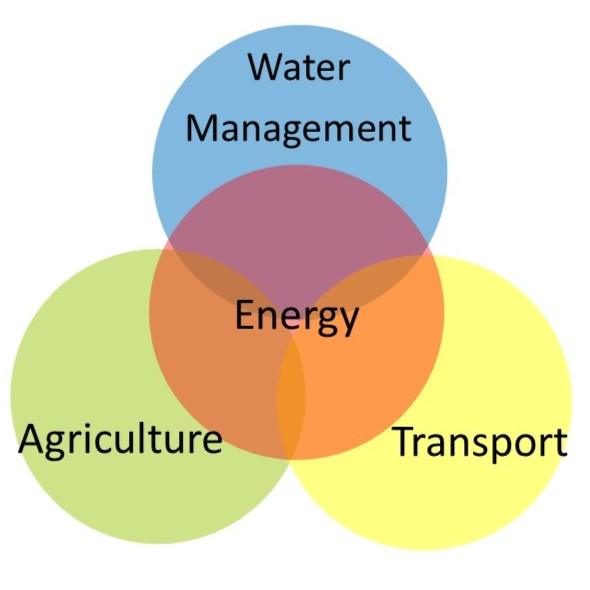 Water
Management
Energy
Agriculture
Transport